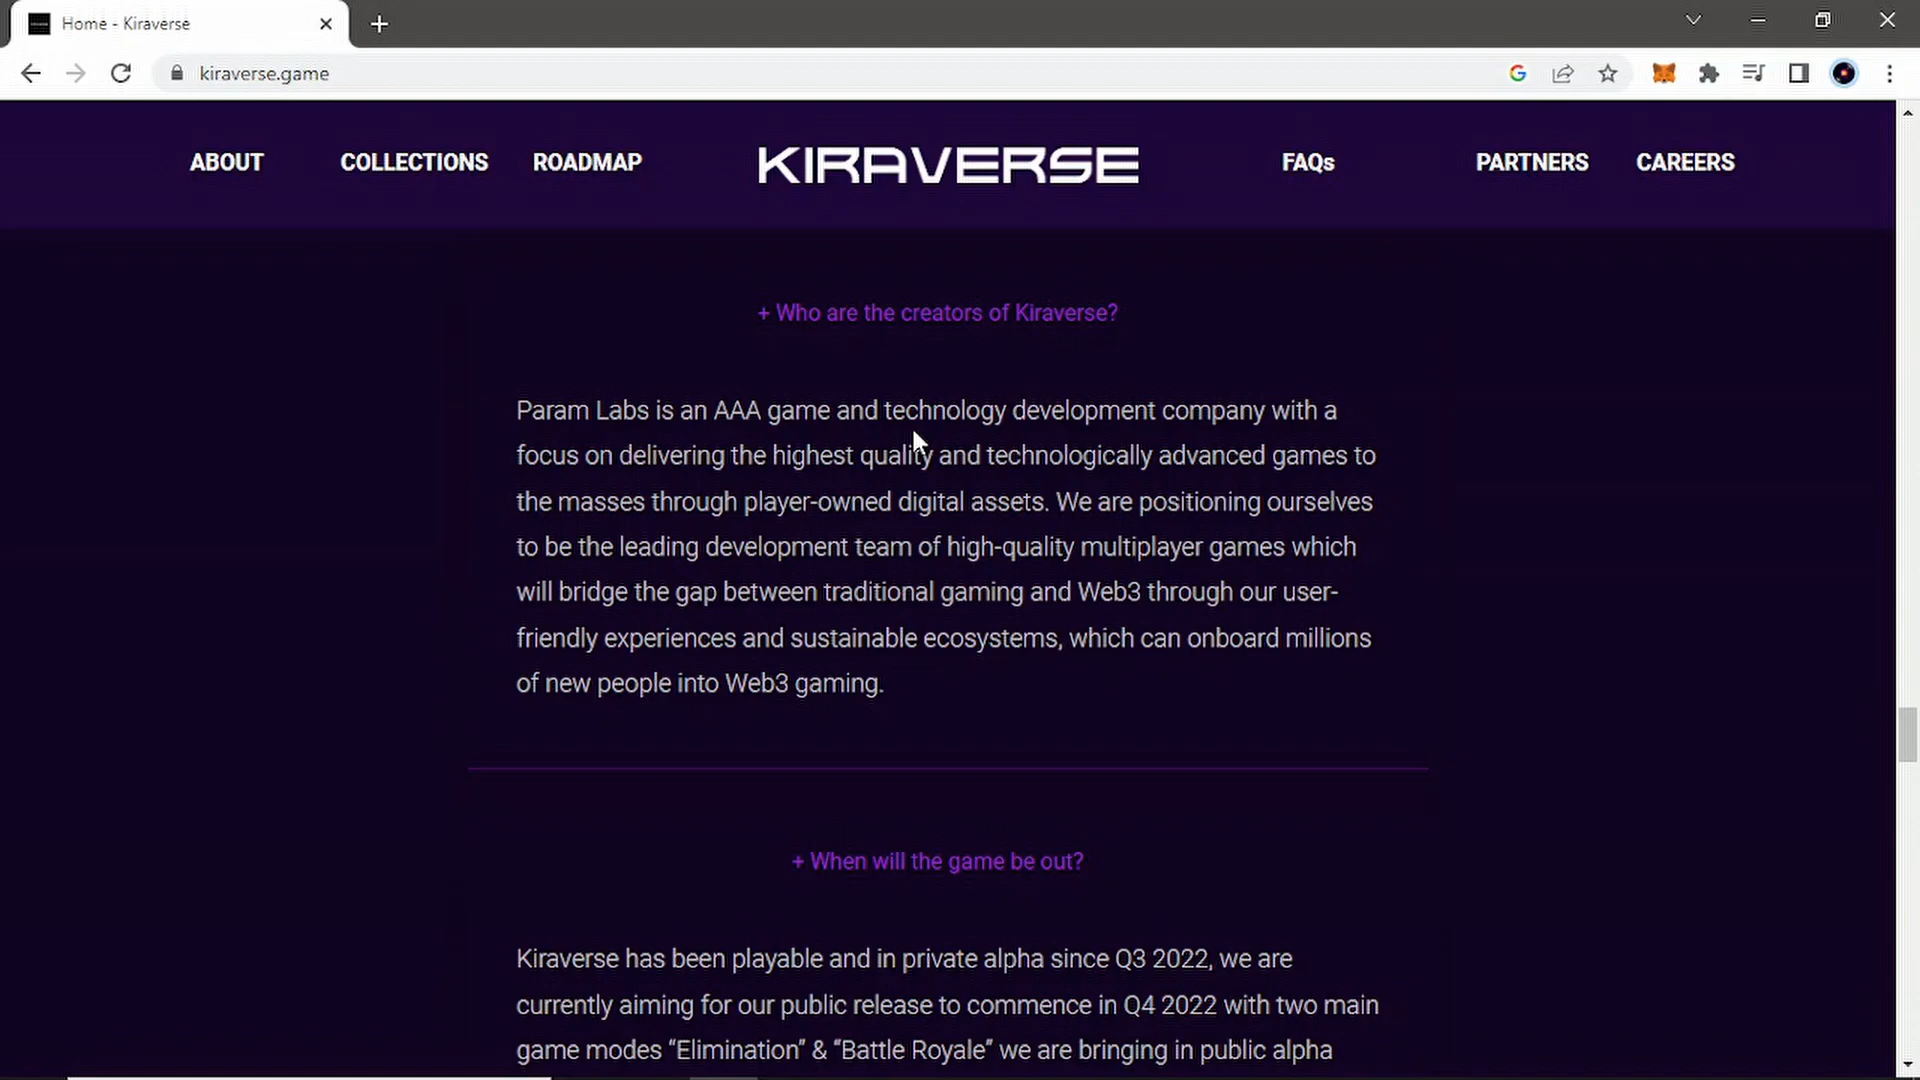 Home - Kiraverse
kiraverse.game
ABOUT COLLECTIONS ROADMAP KIRAVERSE FAQs PARTNERS CAREERS
+ Who are the creators of Kiraverse?
Param Labs is an AAA game and technology development company with a
focus on delivering the highest quality and technologically advanced games to
the masses through player-owned digital assets. We are positioning ourselves
to be the leading development team of high-quality multiplayer games which
will bridge the gap between traditional gaming and Web3 through our user-
friendly experiences and sustainable ecosystems, which can onboard millions
of new people into Web3 gaming.
+ When will the game be out?
Kiraverse has been playable and in private alpha since Q3 2022, we are
currently aiming for our public release to commence in Q4 2022 with two main
game modes “Elimination” & “Battle Royale” we are bringing in public alpha